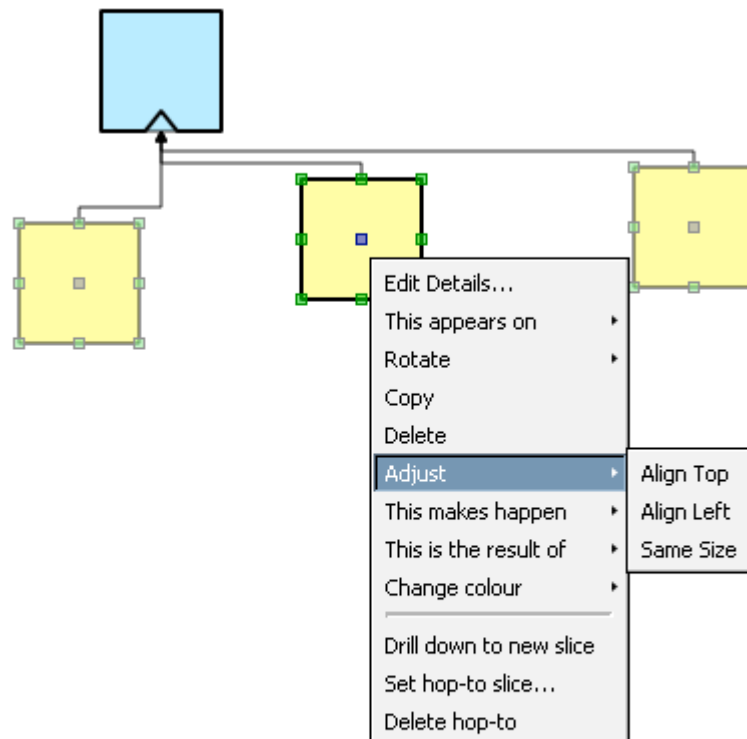 Edit Details...
This appears on
Rotate
Copy
Delete
Adjust
Align Top
This makes happen
Align Left
This is the result of
Same Size
Change colour
Drill down to new slice
Set hop-to slice...
Delete hop-to